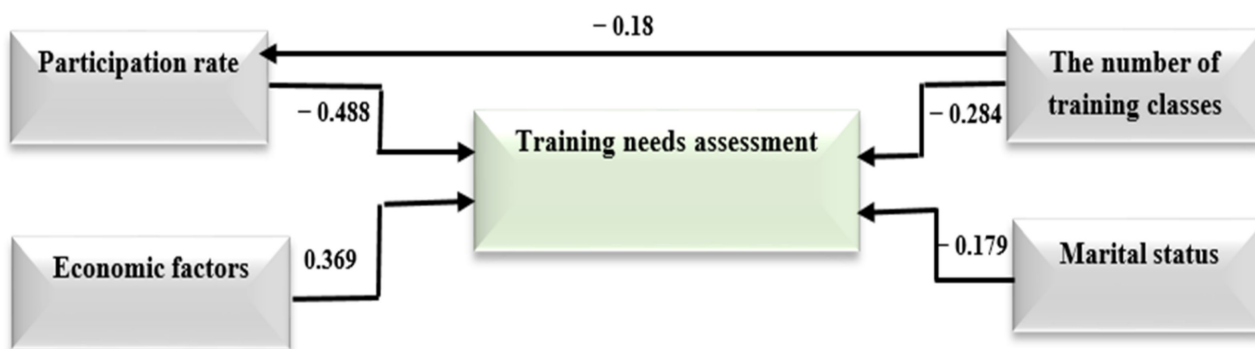 − 0.18
Participation rate
The number of
training classes
− 0.488
− 0.284
Training needs assessment
Economic factors
0.369
− 0.179
Marital status